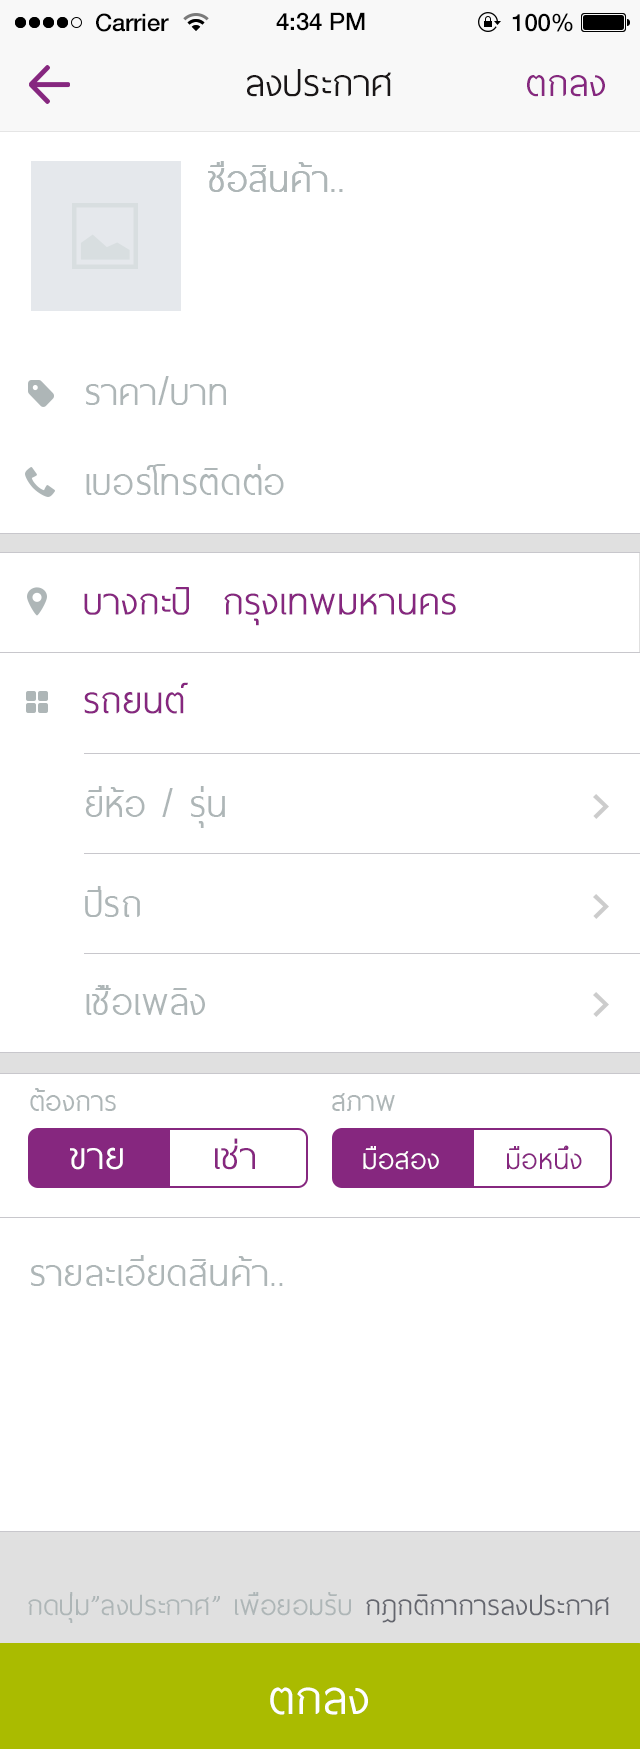 Carrier 4:34 PM 100%
ลงประกาศ ตกลง
ชื่อสินค้า..
ราคา/บาท
เบอร์โทรติดต่อ
บางกะปิ กรุงเทพมหานคร
รถยนต์
ยี่ห้อ / รุ่น
ปีรถ
เชื้อเพลิง
ต้องการ สภาพ
ขาย เช่า มือสอง มือหนึ่ง
รายละเอียดสินค้า..
กดปุ่ม"ลงประกาศ" เพื่อยอมรับ กฎกติกาการลงประกาศ
ตกลง